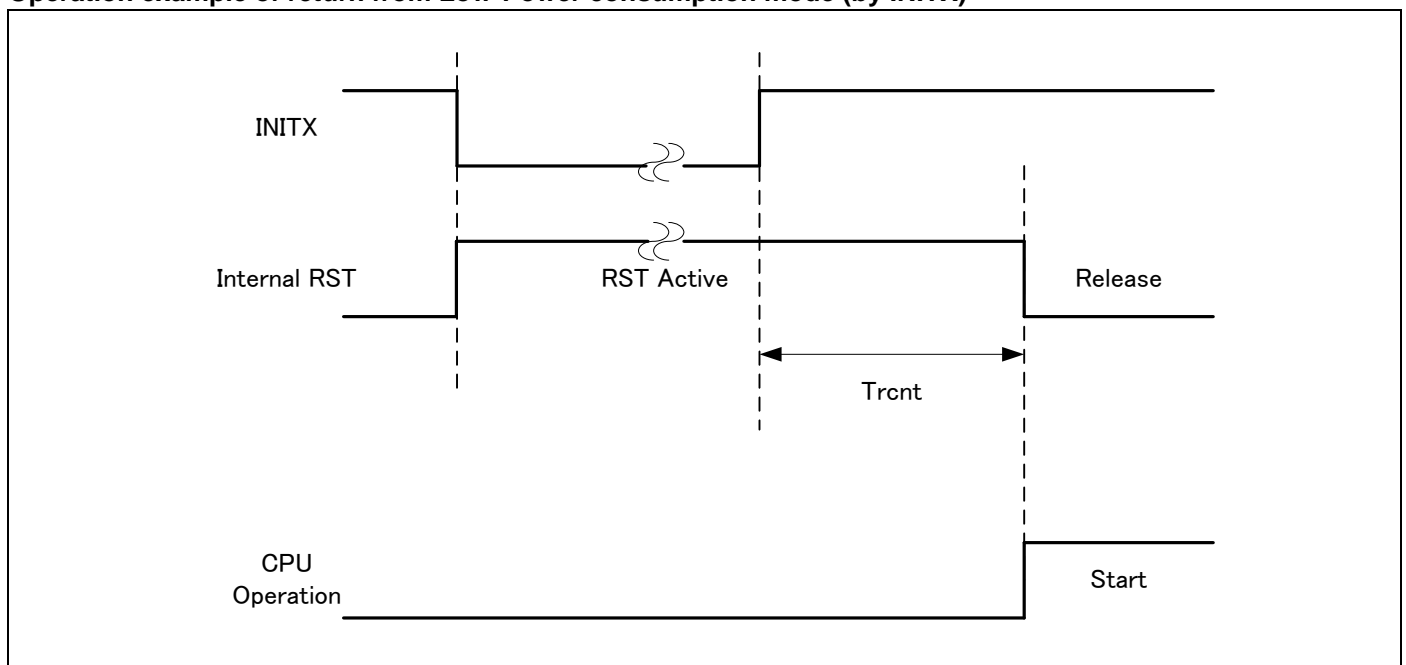 Operation example of return from Low-Power consumption mode (by INITX)
INITX
Internal RST
RST Active
Release
Trcnt
CPU
Operation
Start